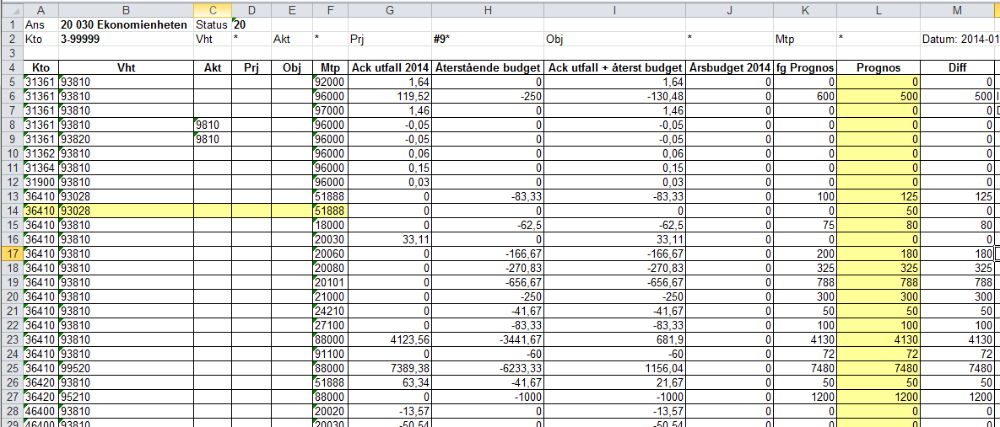 A B C D E F G H I J K L M
1 Ans 20 030 Ekonomienheten Status 20
2 Kto 3-99999 Vht * Akt * Prj #9* Obj * Mtp * Datum: 2014-01
3
4 Kto Vht Akt Prj Obj Mtp Ack utfall 2014 Återstående budget Ack utfall + återst budget Årsbudget 2014 fg Prognos Prognos Diff
5 31361 93810 92000 1,64 0 1,64 0 0 0 0
6 31361 93810 96000 119,52 -250 -130,48 0 600 500 500
7 31361 93810 97000 1,46 0 1,46 0 0 0 0
8 31361 93810 9810 96000 -0,05 0 -0,05 0 0 0 0
9 31361 93820 9810 96000 -0,05 0 -0,05 0 0 0 0
10 31362 93810 96000 0,06 0 0,06 0 0 0 0
11 31364 93810 96000 0,15 0 0,15 0 0 0 0
12 31900 93810 96000 0,03 0 0,03 0 0 0 0
13 36410 93028 51888 0 -83,33 -83,33 0 100 125 125
14 36410 93028 51888 0 0 0 0 0 50 0
15 36410 93810 18000 0 -62,5 -62,5 0 75 80 80
16 36410 93810 20030 33,11 0 33,11 0 0 0 0
17 36410 93810 20060 0 -166,67 -166,67 0 200 180 180
18 36410 93810 20080 0 -270,83 -270,83 0 325 325 325
19 36410 93810 20101 0 -656,67 -656,67 0 788 788 788
20 36410 93810 21000 0 -250 -250 0 300 300 300
21 36410 93810 24210 0 -41,67 -41,67 0 50 50 50
22 36410 93810 27100 0 -83,33 -83,33 0 100 100 100
23 36410 93810 88000 4123,56 -3441,67 681,9 0 4130 4130 4130
24 36410 93810 91100 0 -60 -60 0 72 72 72
25 36410 99520 88000 7389,38 -6233,33 1156,04 0 7480 7480 7480
26 36420 93810 51888 63,34 -41,67 21,67 0 50 50 50
27 36420 95210 88000 0 -1000 -1000 0 1200 1200 1200
28 46400 93810 20020 -13,57 0 -13,57 0 0 0 0
29 46400 93810 20030 -50,54 0 -50,54 0 0 0 0